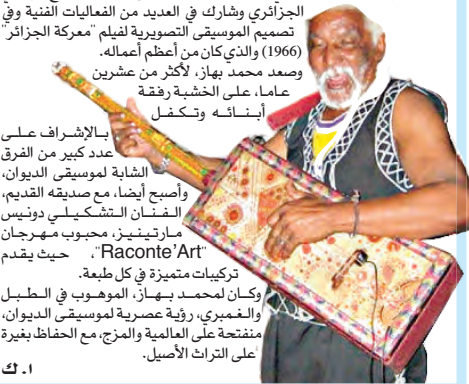 الجزائري وشارك في العديد من الفعاليات الفنية وفي
تصميم الموسيقى التصويرية لفيلم "معركة الجزائر"
(1966) والذي كان من أعظم أعماله.
وصعد محمد بهاز، لأكثر من عشرين
عاما، على الخشبة رفقة
أبنائه وتكفل
بالإشراف على
عدد كبير من الفرق
الشابة لموسيقى الديوان،
وأصبح أيضا، مع صديقه القديم،
الفنان التشكيلي دونيس
مارتينيز، محبوب مهرجان
"Raconte’Art"، حيث يقدم
تركيبات متميزة في كل طبعة.
وكان لمحمد بهاز، الموهوب في الطبل
والغمبري، رؤية عصرية لموسيقى الديوان،
منفتحة على العالمية والمزج، مع الحفاظ بغيرة
على التراث الأصيل.
ا. ك